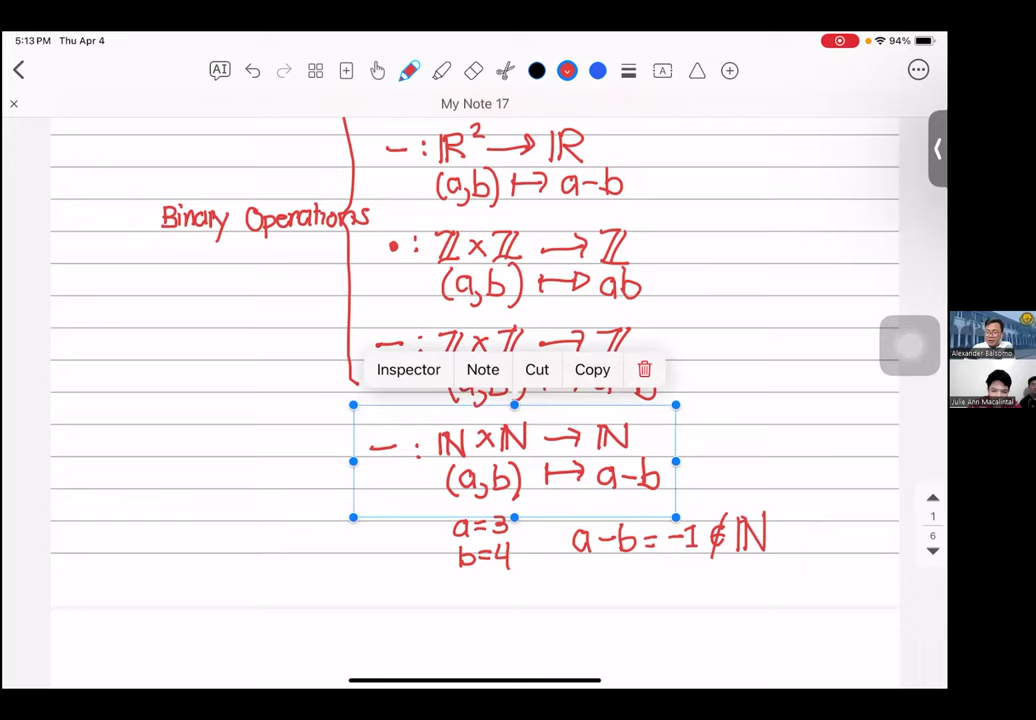 5:13 PM Thu Apr 4
94%
AI
A
My Note 17
− : ℝ² → ℝ
(a,b) ↦ a−b
Binary Operations
• : ℤ × ℤ → ℤ
(a,b) ↦ ab
− : ℤ × ℤ → ℤ
Inspector Note Cut Copy
− : ℕ × ℕ → ℕ
(a,b) ↦ a−b
a=3
b=4
a−b = −1 ∉ ℕ
1
6
Alexander Balsomo
Julie Ann Macalintal